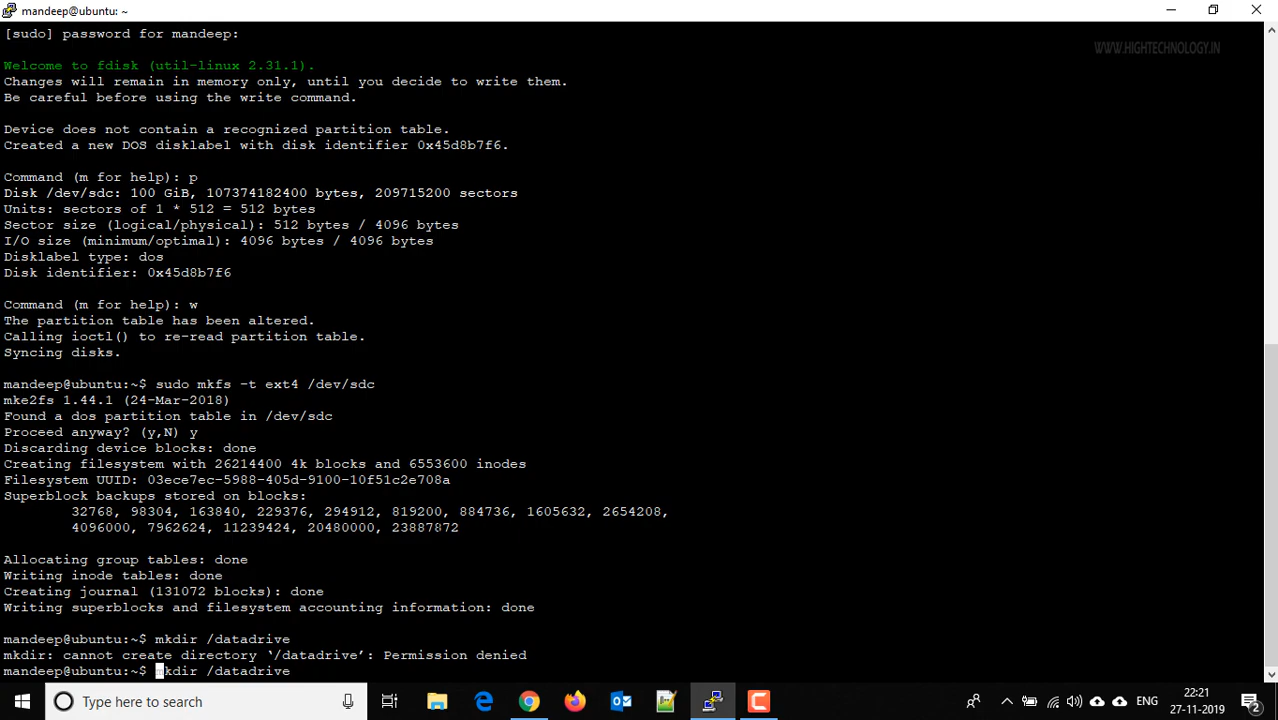 mandeep@ubuntu: ~
[sudo] password for mandeep:
WWW.HIGHTECHNOLOGY.IN
Welcome to fdisk (util-linux 2.31.1).
Changes will remain in memory only, until you decide to write them.
Be careful before using the write command.
Device does not contain a recognized partition table.
Created a new DOS disklabel with disk identifier 0x45d8b7f6.
Command (m for help): p
Disk /dev/sdc: 100 GiB, 107374182400 bytes, 209715200 sectors
Units: sectors of 1 * 512 = 512 bytes
Sector size (logical/physical): 512 bytes / 4096 bytes
I/O size (minimum/optimal): 4096 bytes / 4096 bytes
Disklabel type: dos
Disk identifier: 0x45d8b7f6
Command (m for help): w
The partition table has been altered.
Calling ioctl() to re-read partition table.
Syncing disks.
mandeep@ubuntu:~$ sudo mkfs -t ext4 /dev/sdc
mke2fs 1.44.1 (24-Mar-2018)
Found a dos partition table in /dev/sdc
Proceed anyway? (y,N) y
Discarding device blocks: done
Creating filesystem with 26214400 4k blocks and 6553600 inodes
Filesystem UUID: 03ece7ec-5988-405d-9100-10f51c2e708a
Superblock backups stored on blocks:
32768, 98304, 163840, 229376, 294912, 819200, 884736, 1605632, 2654208,
4096000, 7962624, 11239424, 20480000, 23887872
Allocating group tables: done
Writing inode tables: done
Creating journal (131072 blocks): done
Writing superblocks and filesystem accounting information: done
mandeep@ubuntu:~$ mkdir /datadrive
mkdir: cannot create directory ‘/datadrive’: Permission denied
mandeep@ubuntu:~$ mkdir /datadrive
Type here to search
ENG
22:21
27-11-2019
2